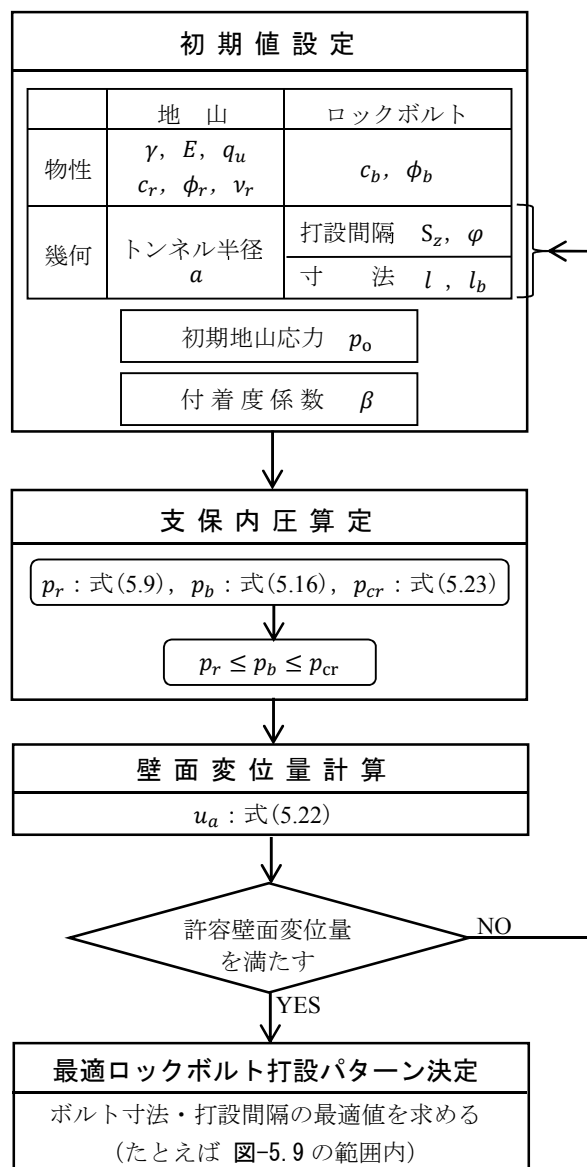 初期値設定
地 山 ロックボルト
物性 γ, E, q_u c_b, ϕ_b
c_r, ϕ_r, ν_r
幾何 トンネル半径 打設間隔 S_z, φ
a 寸 法 l , l_b
初期地山応力 p_o
付着度係数 β
支保内圧算定
p_r：式(5.9), p_b：式(5.16), p_cr：式(5.23)
p_r ≤ p_b ≤ p_cr
壁面変位量計算
u_a：式(5.22)
許容壁面変位量
を満たす
NO
YES
最適ロックボルト打設パターン決定
ボルト寸法・打設間隔の最適値を求める
(たとえば 図-5.9 の範囲内)